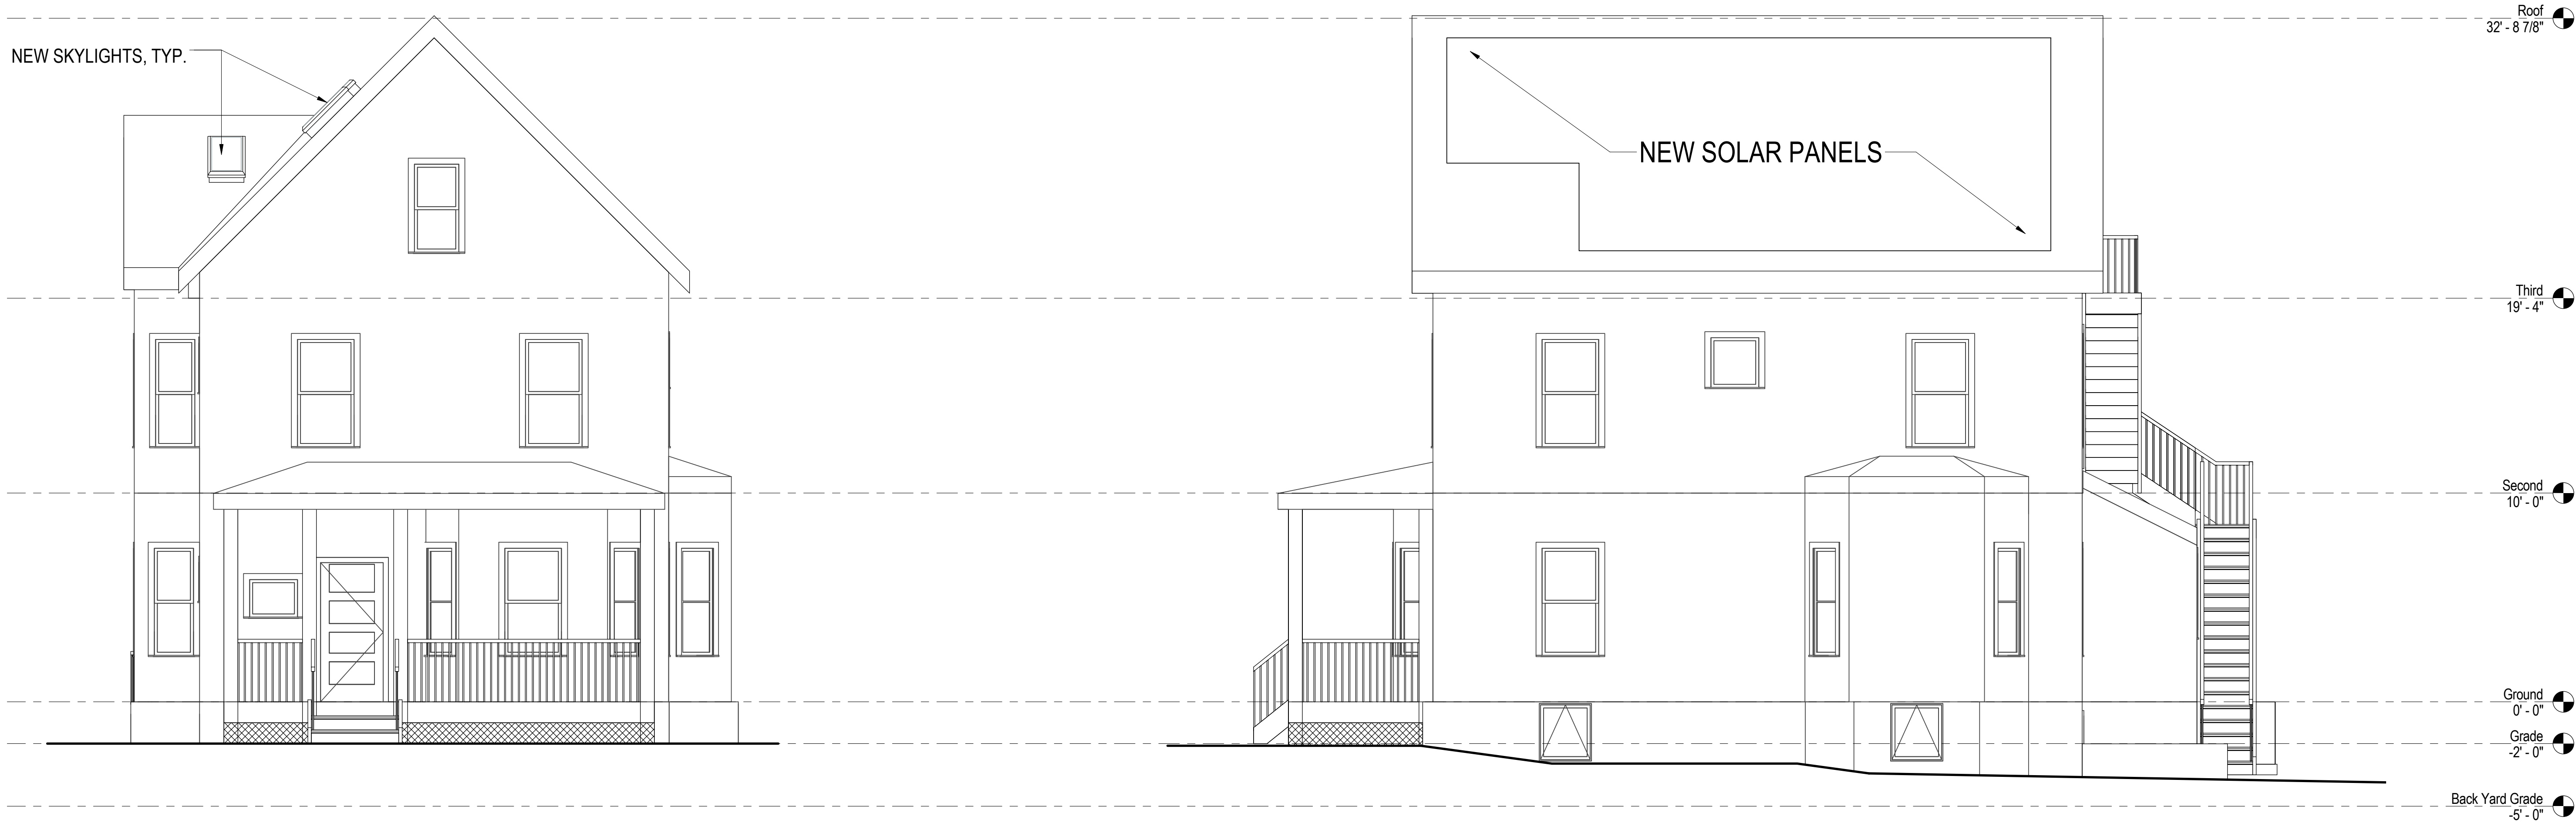 Roof
32' - 8 7/8"
NEW SKYLIGHTS, TYP.
NEW SOLAR PANELS
Third
19' - 4"
Second
10' - 0"
Ground
0' - 0"
Grade
-2' - 0"
Back Yard Grade
-5' - 0"